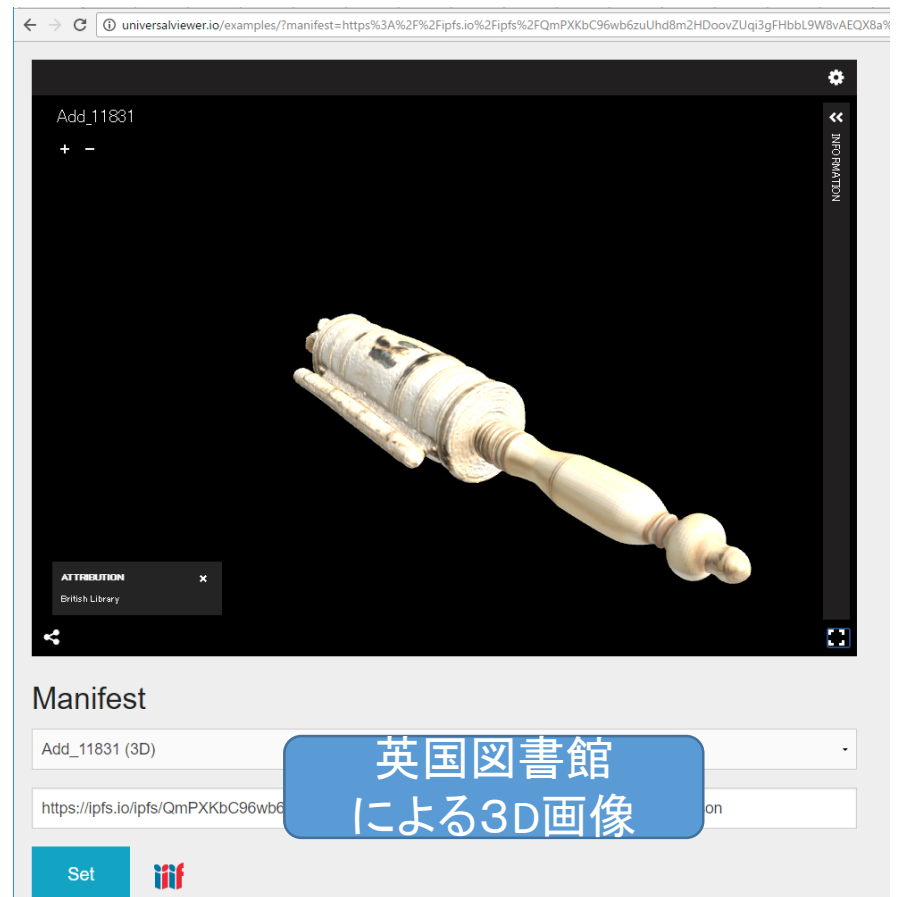 universalviewer.io/examples/?manifest=https%3A%2F%2Fipfs.io%2Fipfs%2FQmPXKbC96wb6zuUhd8m2HDoovZUqi3gFHbbL9W8vAEQX8a%
Add_11831
+ −
INFORMATION
ATTRIBUTION
British Library
Manifest
Add_11831 (3D)
https://ipfs.io/ipfs/QmPXKbC96wb6
on
英国図書館
による3D画像
Set
iiif